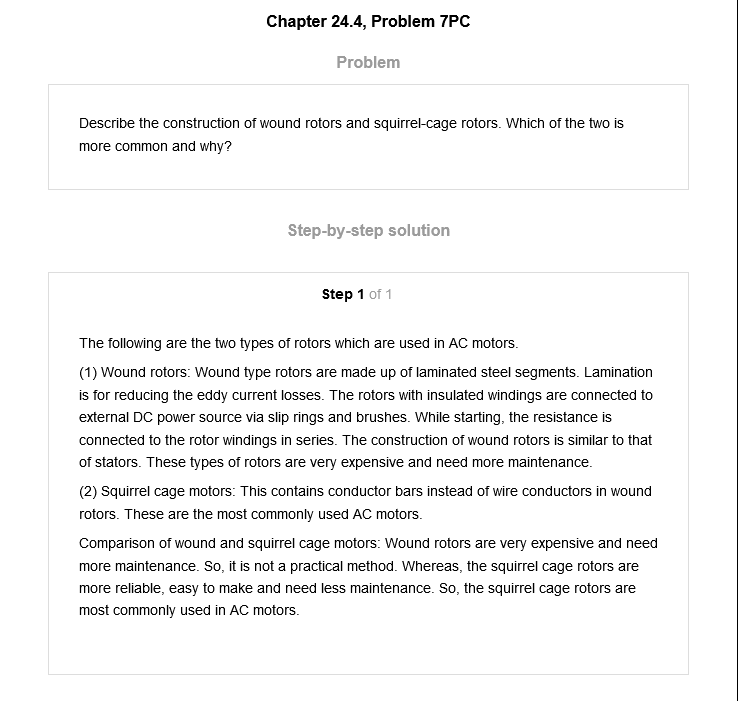 Chapter 24.4, Problem 7PC
Problem
Describe the construction of wound rotors and squirrel-cage rotors. Which of the two is
more common and why?
Step-by-step solution
Step 1 of 1
The following are the two types of rotors which are used in AC motors.
(1) Wound rotors: Wound type rotors are made up of laminated steel segments. Lamination
is for reducing the eddy current losses. The rotors with insulated windings are connected to
external DC power source via slip rings and brushes. While starting, the resistance is
connected to the rotor windings in series. The construction of wound rotors is similar to that
of stators. These types of rotors are very expensive and need more maintenance.
(2) Squirrel cage motors: This contains conductor bars instead of wire conductors in wound
rotors. These are the most commonly used AC motors.
Comparison of wound and squirrel cage motors: Wound rotors are very expensive and need
more maintenance. So, it is not a practical method. Whereas, the squirrel cage rotors are
more reliable, easy to make and need less maintenance. So, the squirrel cage rotors are
most commonly used in AC motors.